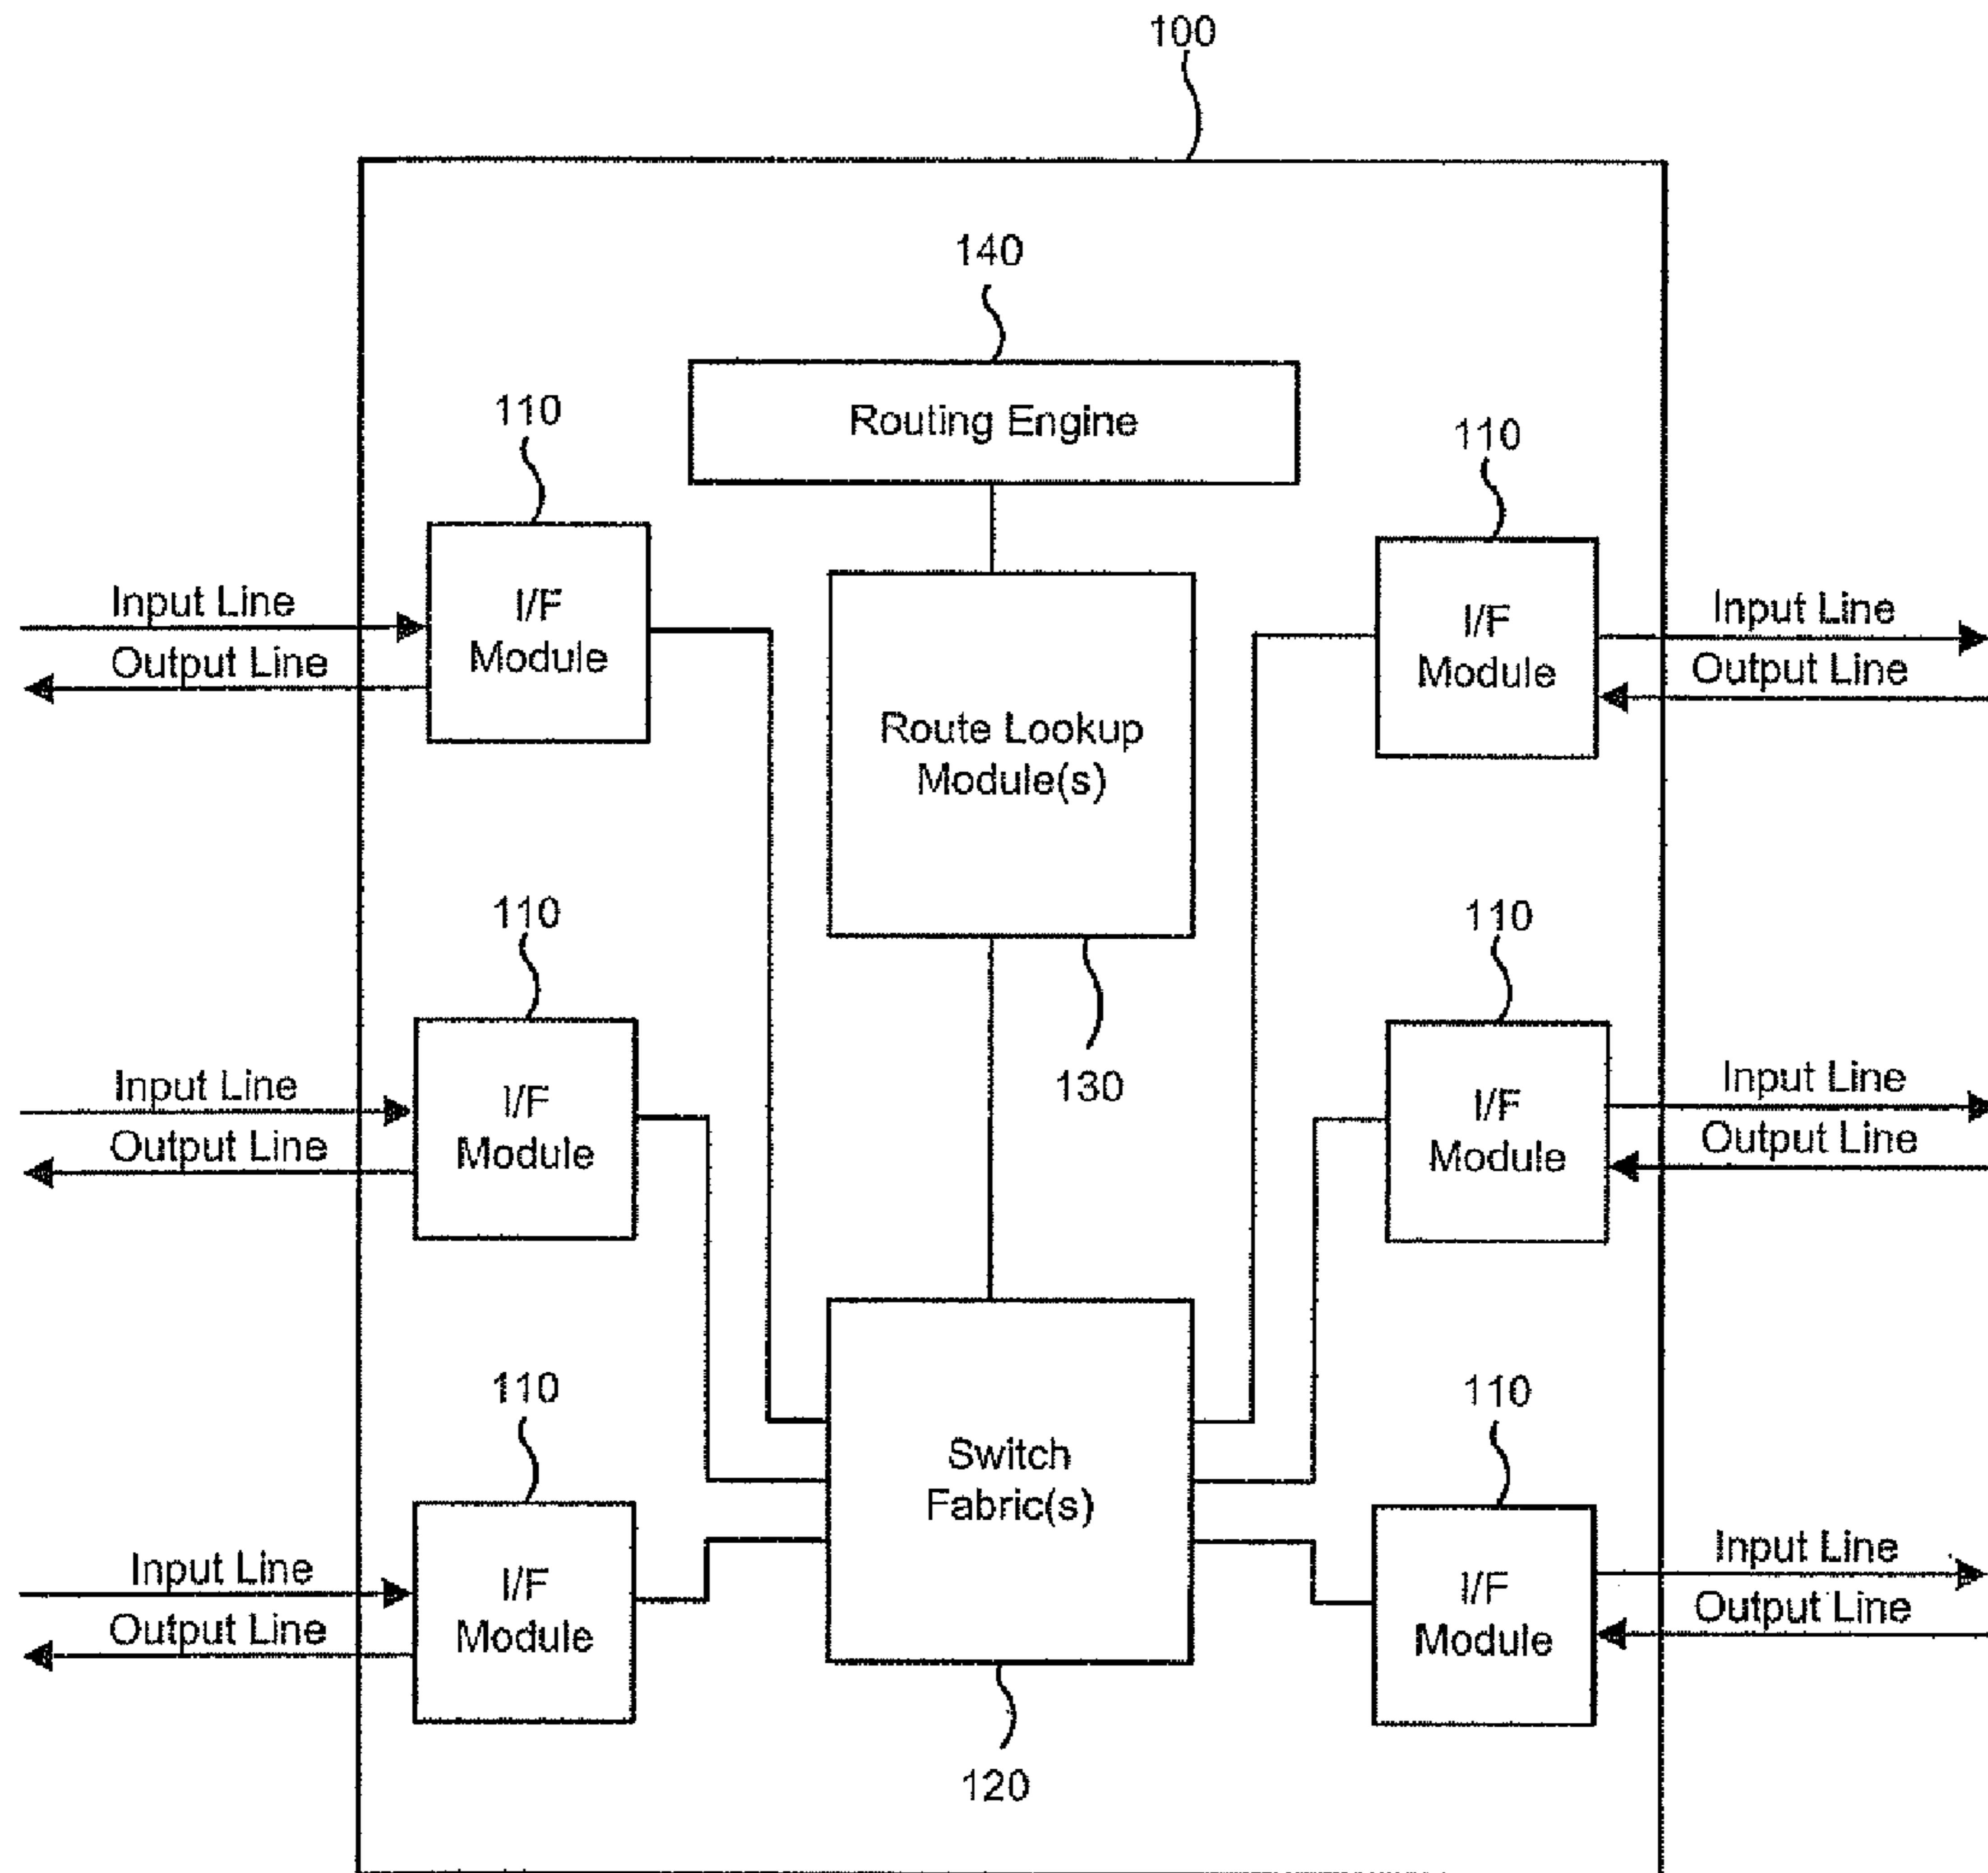 100
140
Routing Engine
110
110
I/F
Module
I/F
Module
Input Line
Output Line
Input Line
Output Line
Route Lookup
Module(s)
110
110
130
I/F
Module
I/F
Module
Input Line
Output Line
Input Line
Output Line
110
110
Switch
Fabric(s)
I/F
Module
I/F
Module
Input Line
Output Line
Input Line
Output Line
120